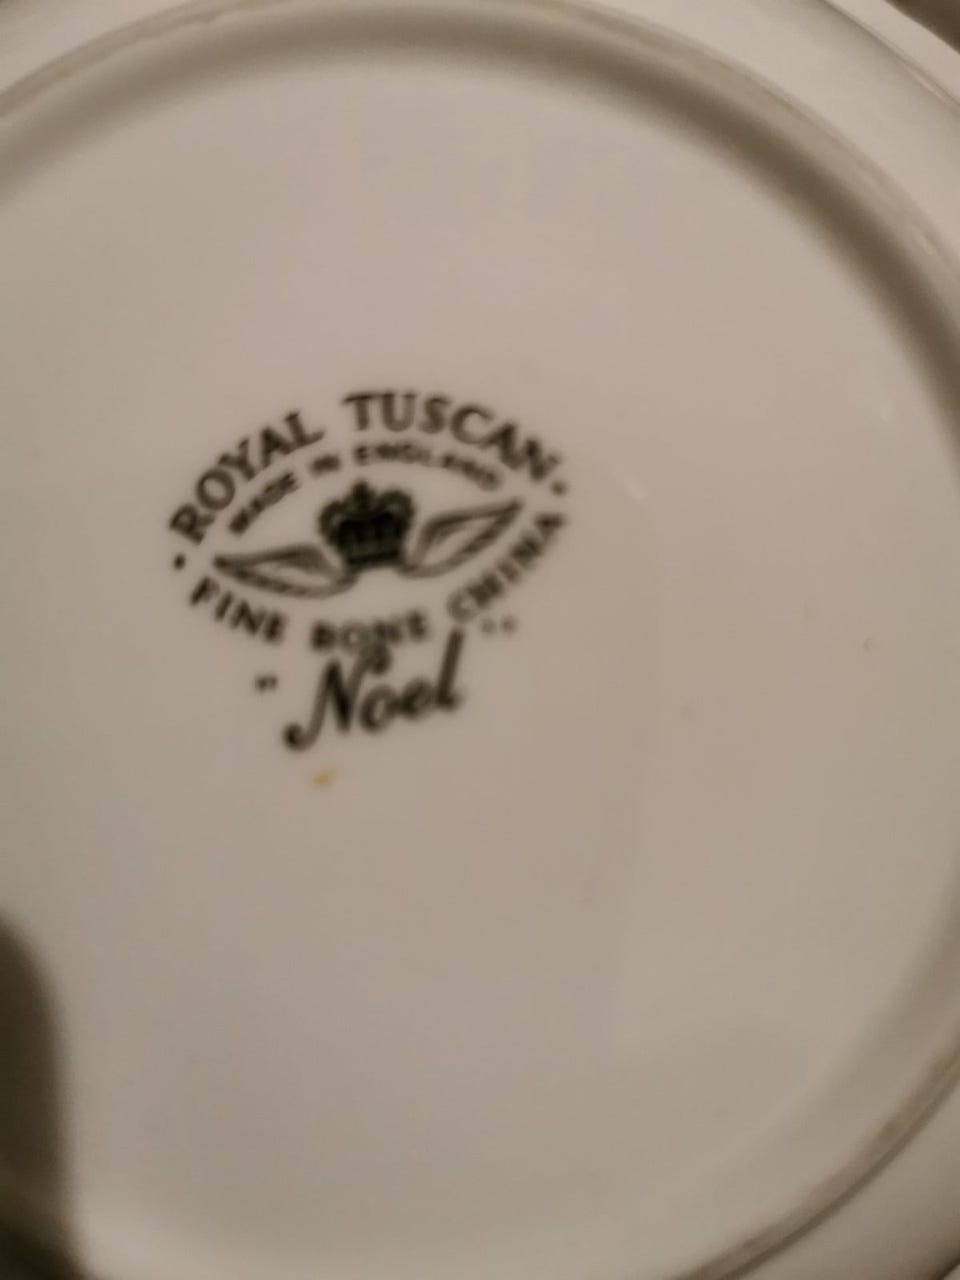 · ROYAL TUSCAN ·
MADE IN ENGLAND
FINE BONE CHINA
"Noel"